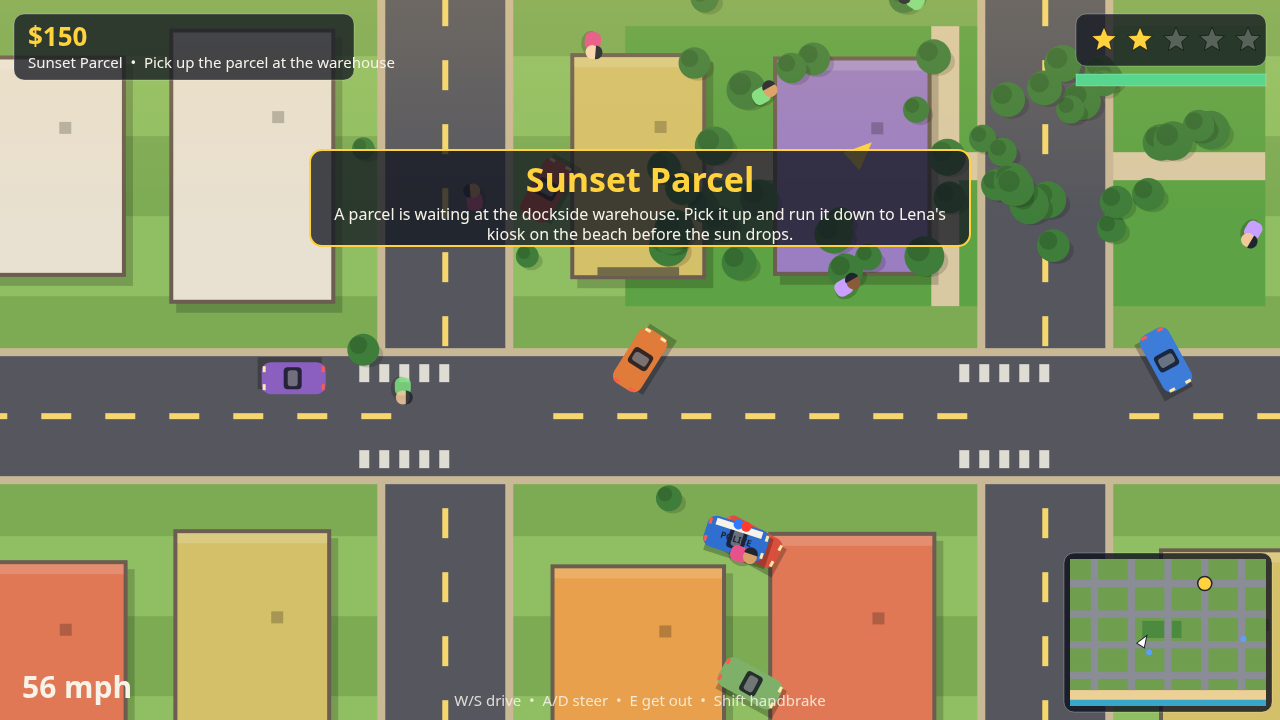 $150
Sunset Parcel • Pick up the parcel at the warehouse
Sunset Parcel
A parcel is waiting at the dockside warehouse. Pick it up and run it down to Lena's
kiosk on the beach before the sun drops.
POLICE
56 mph
W/S drive • A/D steer • E get out • Shift handbrake